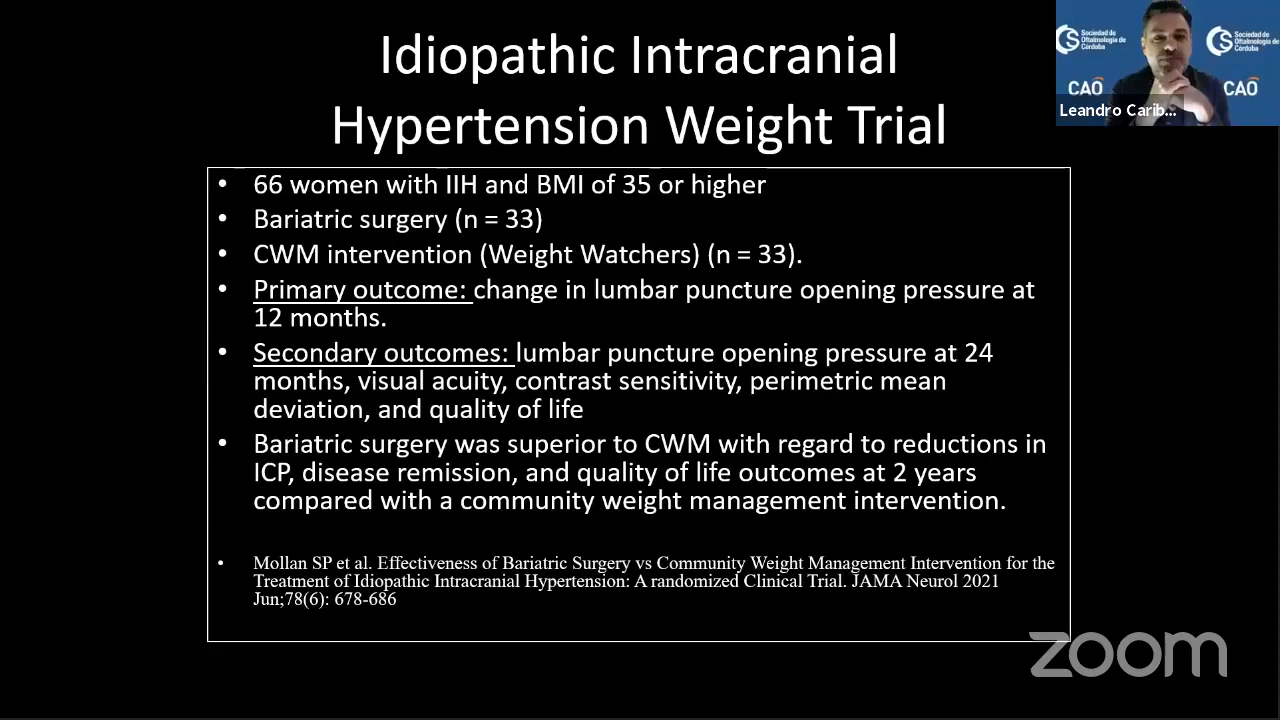 Idiopathic Intracranial
Hypertension Weight Trial
• 66 women with IIH and BMI of 35 or higher
• Bariatric surgery (n = 33)
• CWM intervention (Weight Watchers) (n = 33).
• Primary outcome: change in lumbar puncture opening pressure at
12 months.
• Secondary outcomes: lumbar puncture opening pressure at 24
months, visual acuity, contrast sensitivity, perimetric mean
deviation, and quality of life
• Bariatric surgery was superior to CWM with regard to reductions in
ICP, disease remission, and quality of life outcomes at 2 years
compared with a community weight management intervention.
• Mollan SP et al. Effectiveness of Bariatric Surgery vs Community Weight Management Intervention for the
Treatment of Idiopathic Intracranial Hypertension: A randomized Clinical Trial. JAMA Neurol 2021
Jun;78(6): 678-686
Sociedad de
Oftalmología de
Córdoba
CAO
Sociedad de
Oftalmología de
Córdoba
CAO
Leandro Carib...
zoom